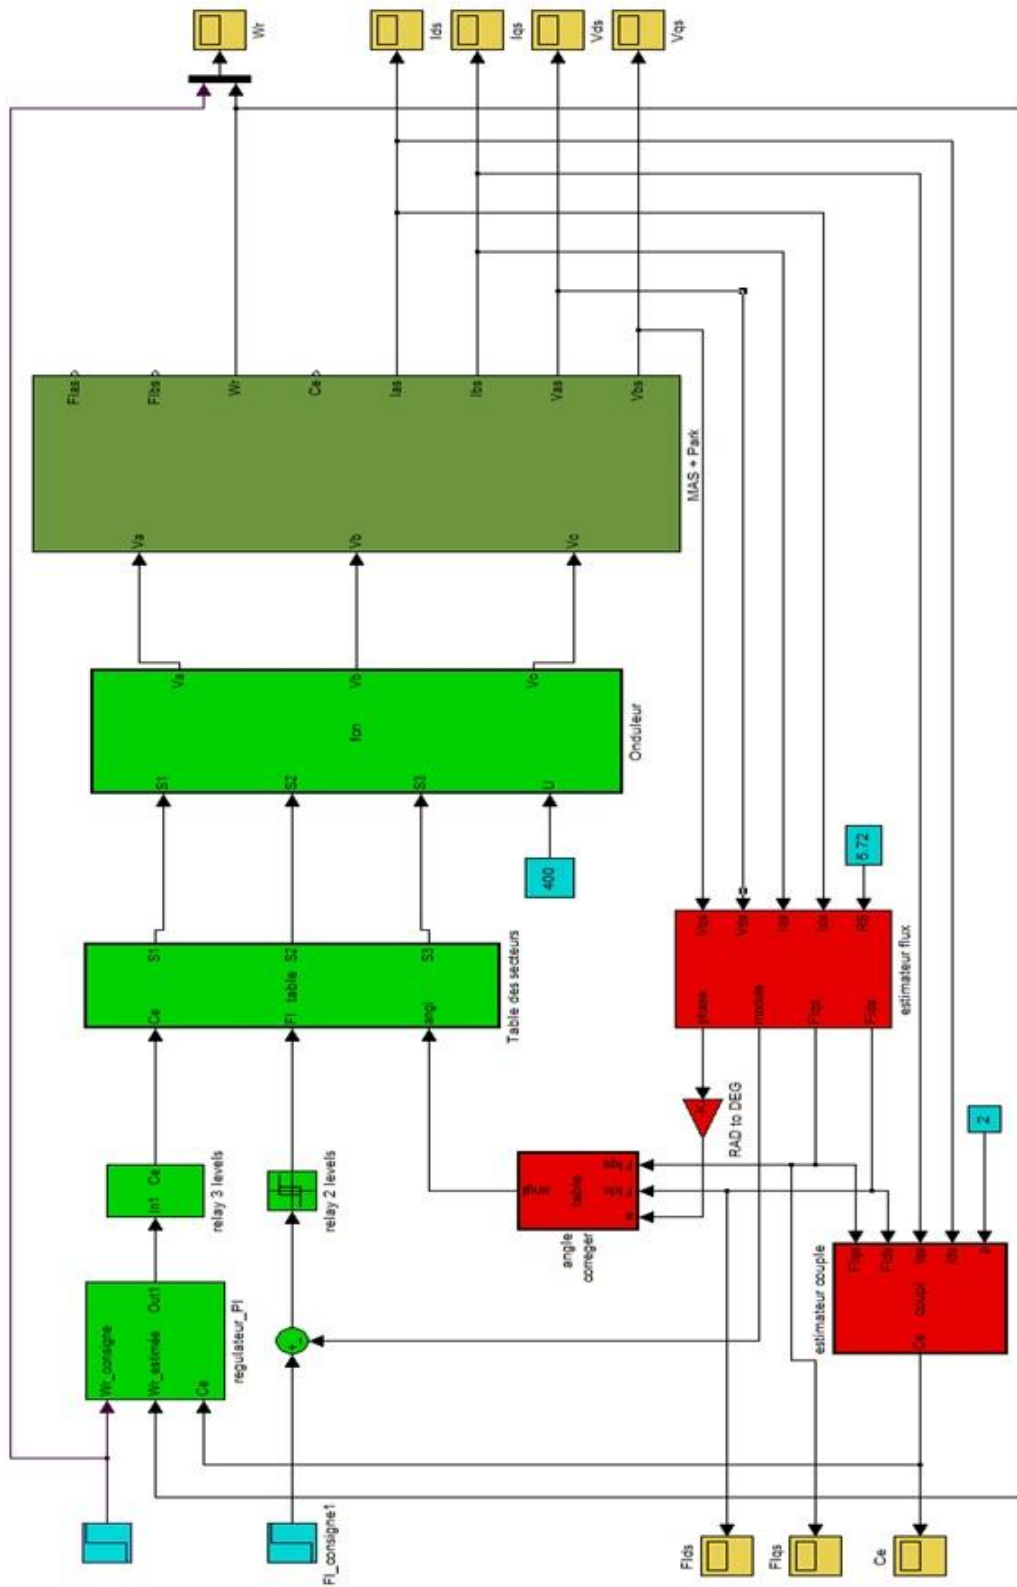 Wr
Ids
Iqs
Vds
Vqs
Flas
Flbs
Wr
Ce
Ias
Ibs
Vas
Vbs
Va
Vb
Vc
MAS + Park
Va
Vb
Vc
fcn
S1
S2
S3
U
Onduleur
400
S1
S2
S3
table
Ce
Fl
angl
Table des secteurs
In1 Ce
relay 3 levels
relay 2 levels
Wr_consigne
Wr_estimée
Ce
Out1
regulateur_PI
Fl_consigne1
5.72
Vqs
Vds
Iqs
Ids
RS
phase
module
Flqs
Flds
estimateur flux
RAD to DEG
angl
table
Flqs
Flds
angle
correger
2
Flqs
Flds
Iqs
Ids
p
coupl
Ce
estimateur couple
Flds
Flqs
Ce